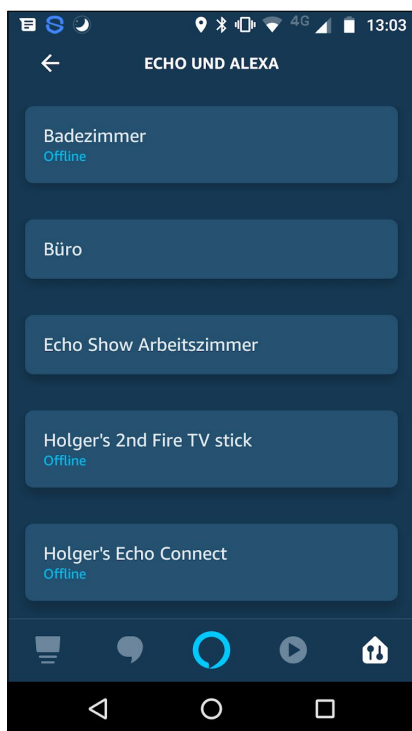 4G 13:03
ECHO UND ALEXA
Badezimmer
Offline
Büro
Echo Show Arbeitszimmer
Holger's 2nd Fire TV stick
Offline
Holger's Echo Connect
Offline